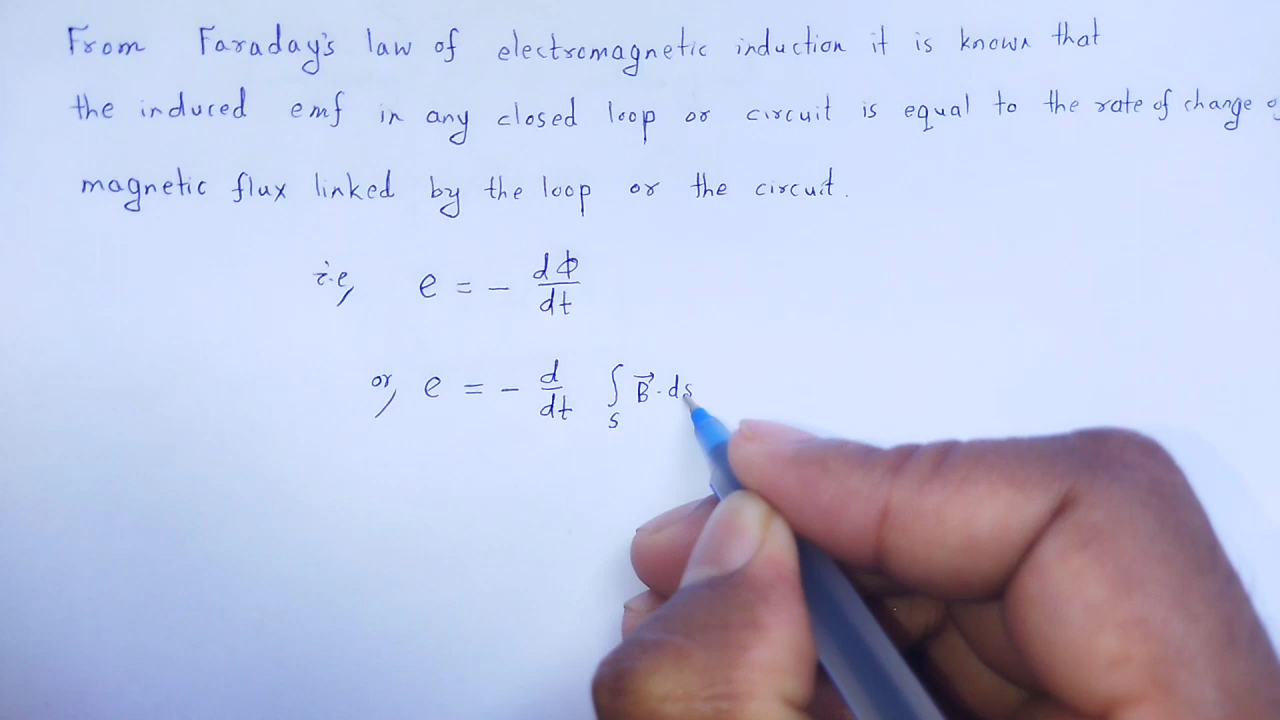 From Faraday's law of electromagnetic induction it is known that
the induced emf in any closed loop or circuit is equal to the rate of change
magnetic flux linked by the loop or the circuit.
i.e, e = - dΦ/dt
or, e = - d/dt ∫_S B⃗ · ds